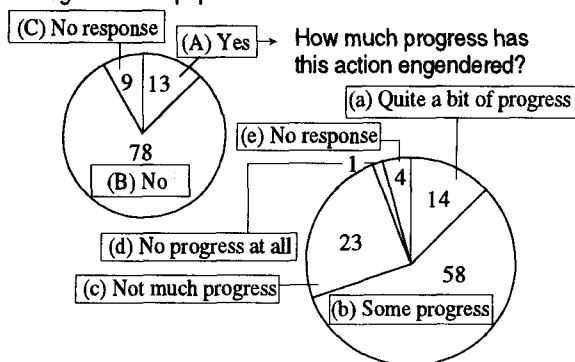 (C) No response
(A) Yes
How much progress has
this action engendered?
9
13
78
(B) No
(a) Quite a bit of progress
(e) No response
1
4
14
(d) No progress at all
23
58
(c) Not much progress
(b) Some progress